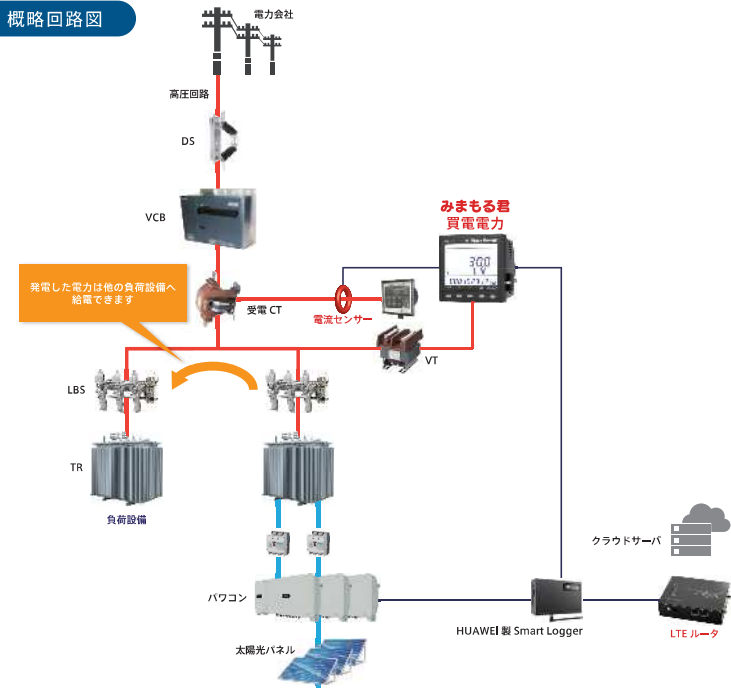 概略回路図
電力会社
高圧回路
DS
VCB
みまもる君
買電電力
発電した電力は他の負荷設備へ
給電できます
受電 CT
電流センサー
VT
LBS
TR
負荷設備
クラウドサーバ
パワコン
HUAWEI 製 Smart Logger
LTE ルータ
太陽光パネル